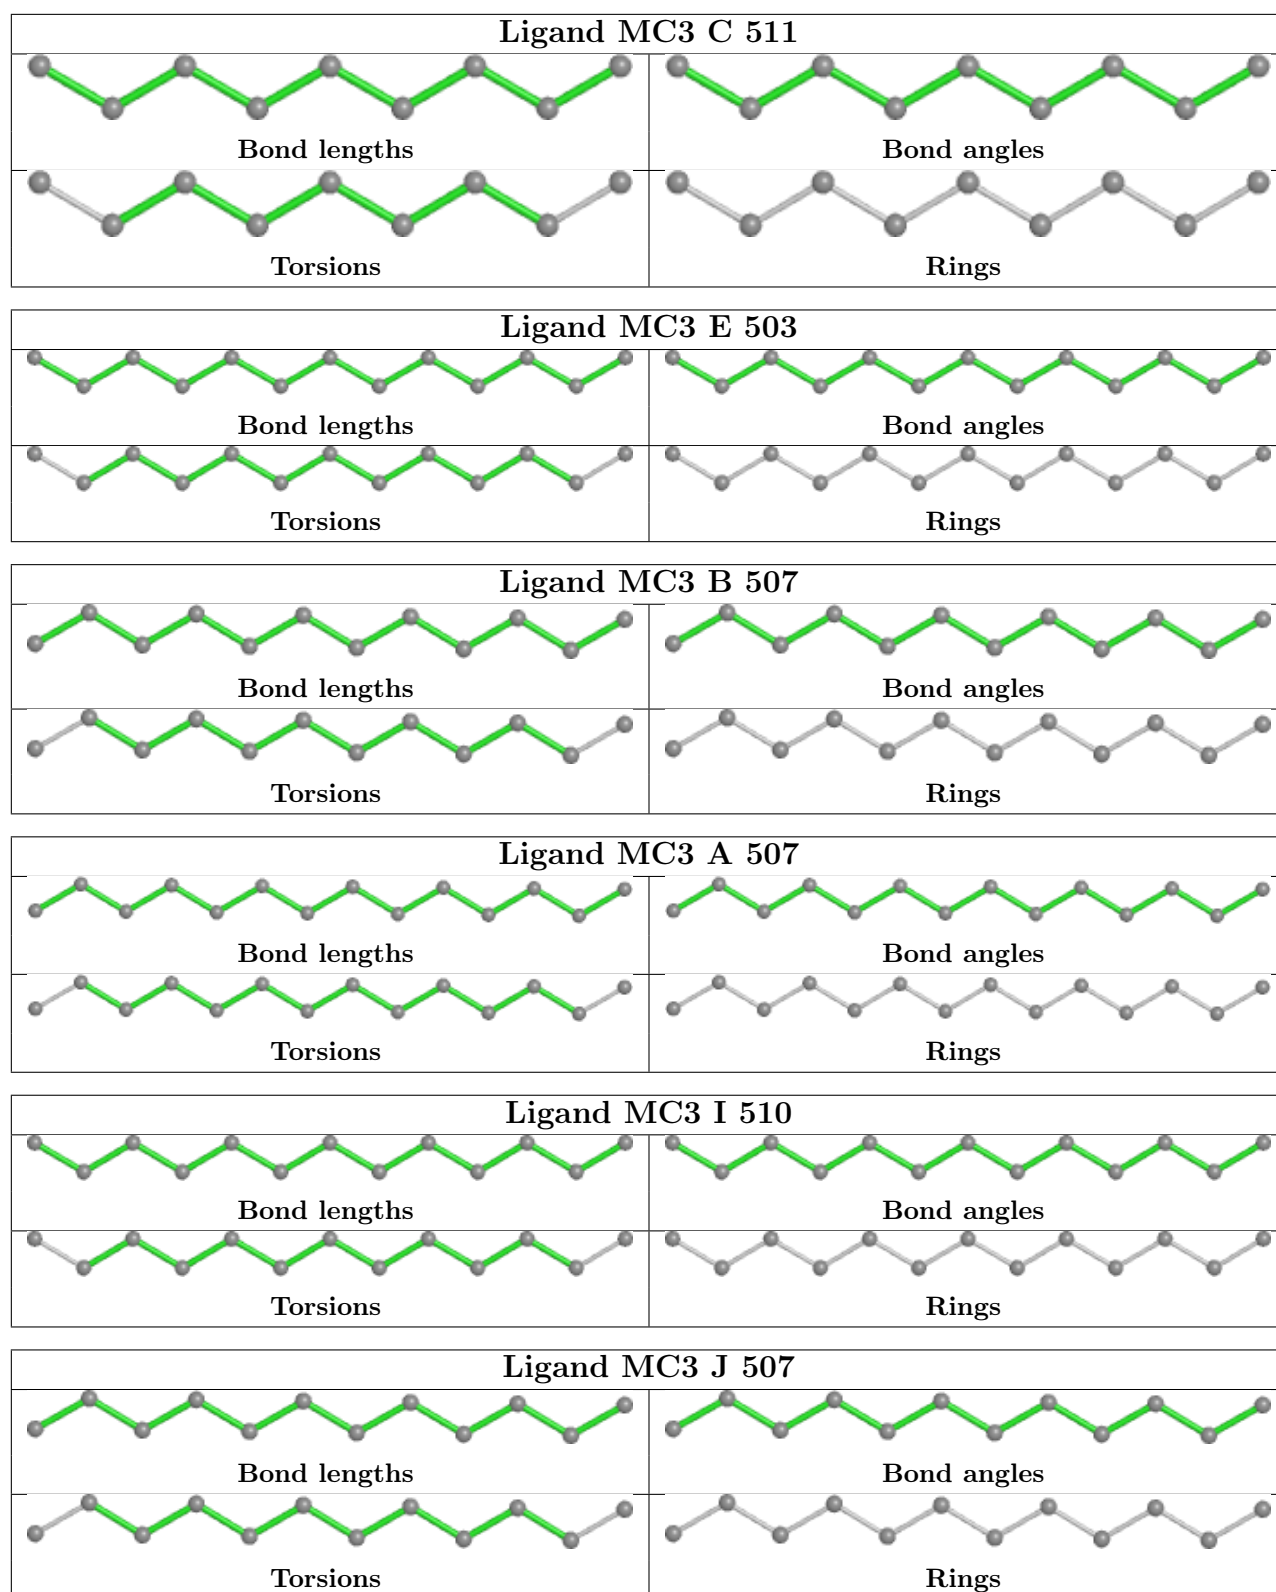 Ligand MC3 C 511
Bond lengths
Bond angles
Torsions
Rings
Ligand MC3 E 503
Bond lengths
Bond angles
Torsions
Rings
Ligand MC3 B 507
Bond lengths
Bond angles
Torsions
Rings
Ligand MC3 A 507
Bond lengths
Bond angles
Torsions
Rings
Ligand MC3 I 510
Bond lengths
Bond angles
Torsions
Rings
Ligand MC3 J 507
Bond lengths
Bond angles
Torsions
Rings